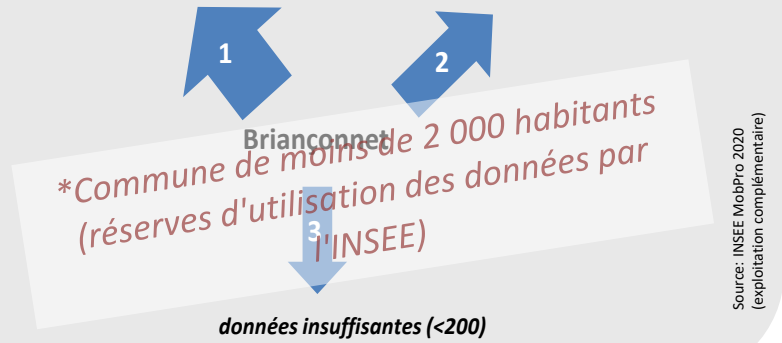 1
2
Briançonnet
*Commune de moins de 2 000 habitants
(réserves d'utilisation des données par
l'INSEE)
3
données insuffisantes (<200)
Source: INSEE MobPro 2020
(exploitation complémentaire)